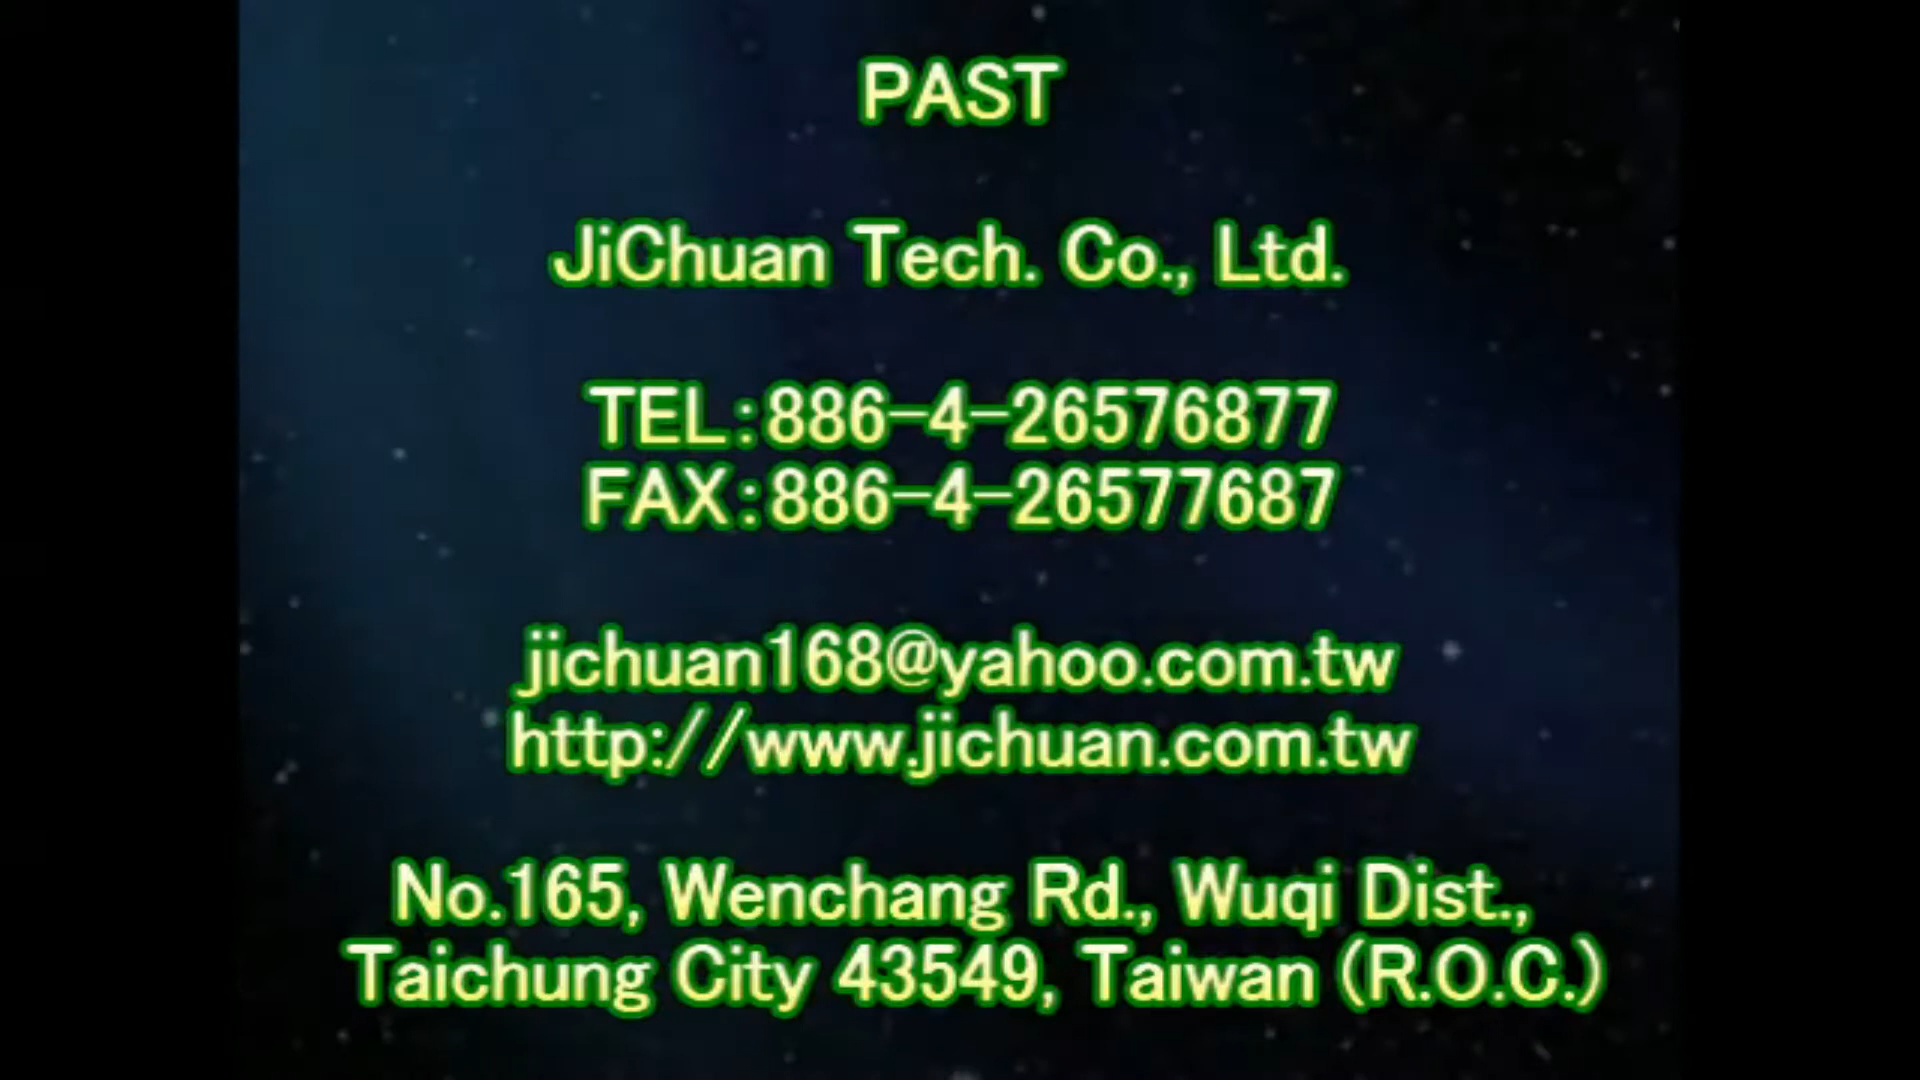 PAST
JiChuan Tech. Co., Ltd.
TEL:886-4-26576877
FAX:886-4-26577687
jichuan168@yahoo.com.tw
http://www.jichuan.com.tw
No.165, Wenchang Rd., Wuqi Dist.,
Taichung City 43549, Taiwan (R.O.C.)